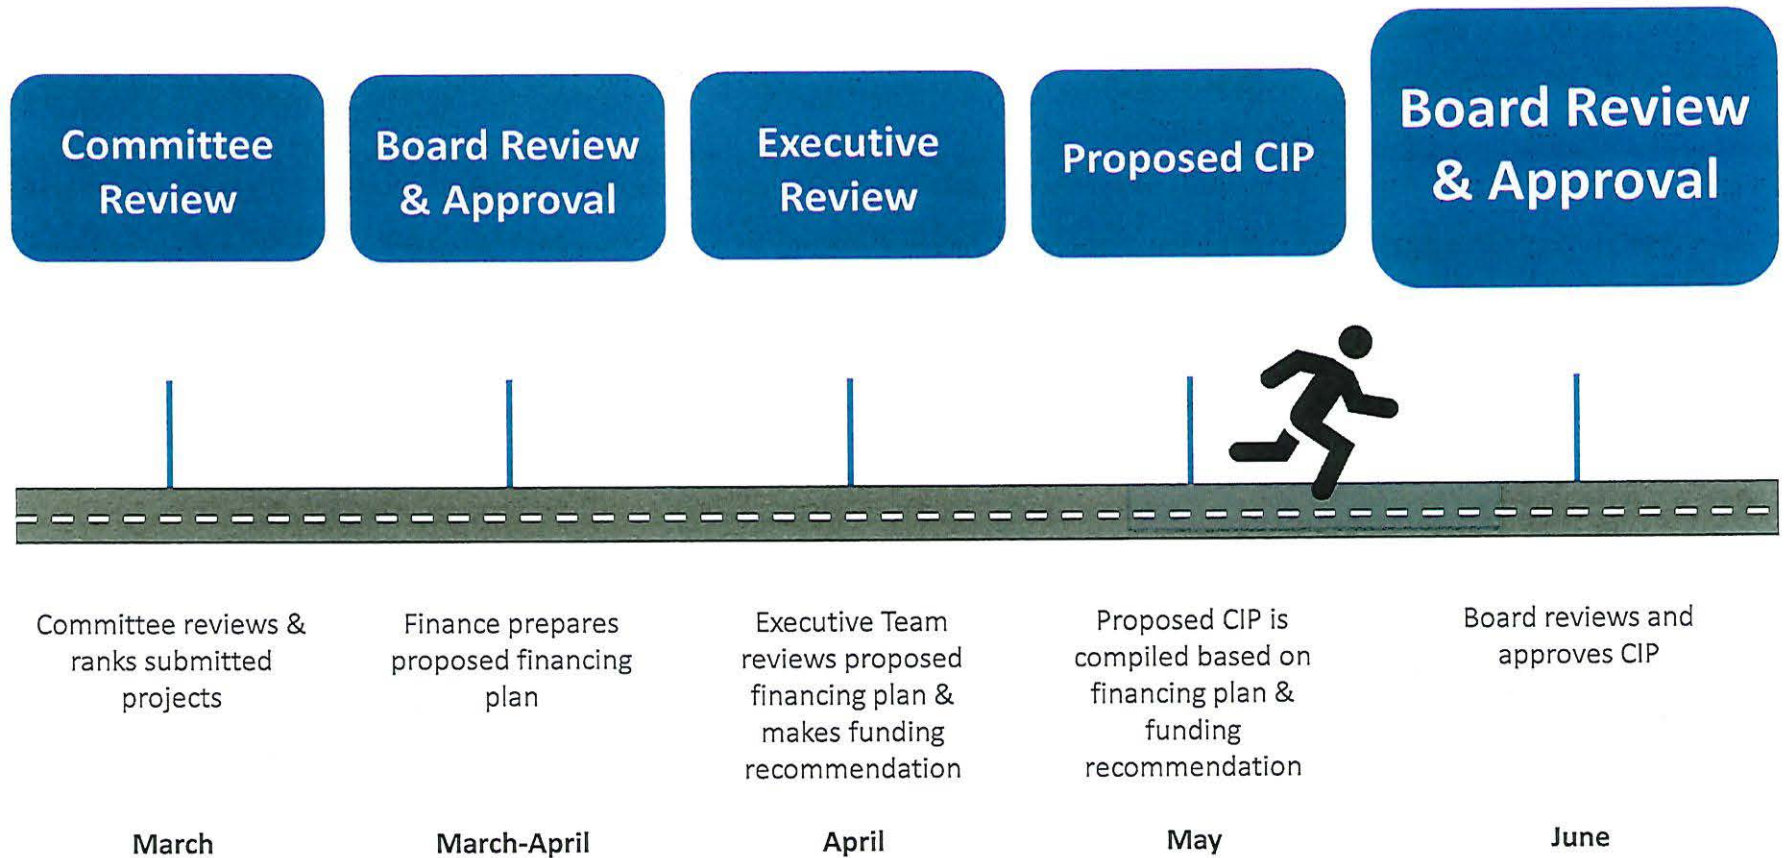 Committee
Review
Board Review
& Approval
Executive
Review
Proposed CIP
Board Review
& Approval
Committee reviews &
ranks submitted
projects
Finance prepares
proposed financing
plan
Executive Team
reviews proposed
financing plan &
makes funding
recommendation
Proposed CIP is
compiled based on
financing plan &
funding
recommendation
Board reviews and
approves CIP
March
March-April
April
May
June